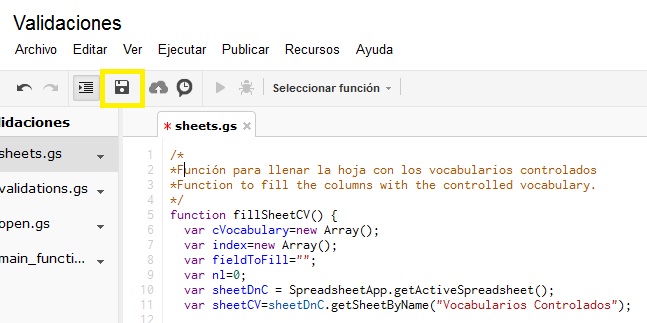 Validaciones
Archivo Editar Ver Ejecutar Publicar Recursos Ayuda
Seleccionar función
lidaciones
sheets.gs
validations.gs
open.gs
main_functi...
* sheets.gs ×
1 /*
2 *Función para llenar la hoja con los vocabularios controlados
3 *Function to fill the columns with the controlled vocabulary.
4 */
5 function fillSheetCV() {
6 var cVocabulary=new Array();
7 var index=new Array();
8 var fieldToFill="";
9 var nl=0;
10 var sheetDnC = SpreadsheetApp.getActiveSpreadsheet();
11 var sheetCV=sheetDnC.getSheetByName("Vocabularios Controlados");
12